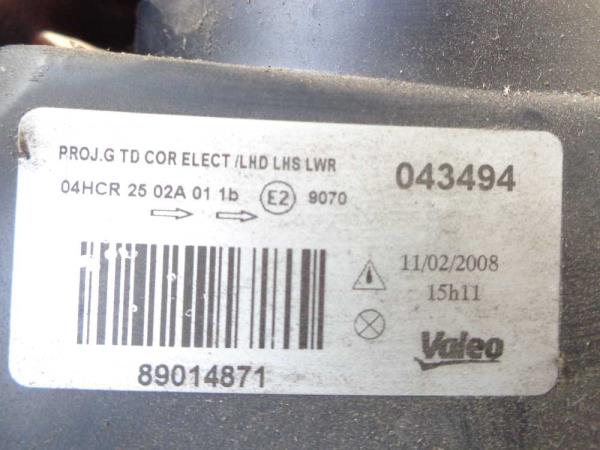 PROJ.G TD COR ELECT /LHD LHS LWR
043494
04HCR 25 02A 01 1b E2 9070
11/02/2008
15h11
Valeo
89014871